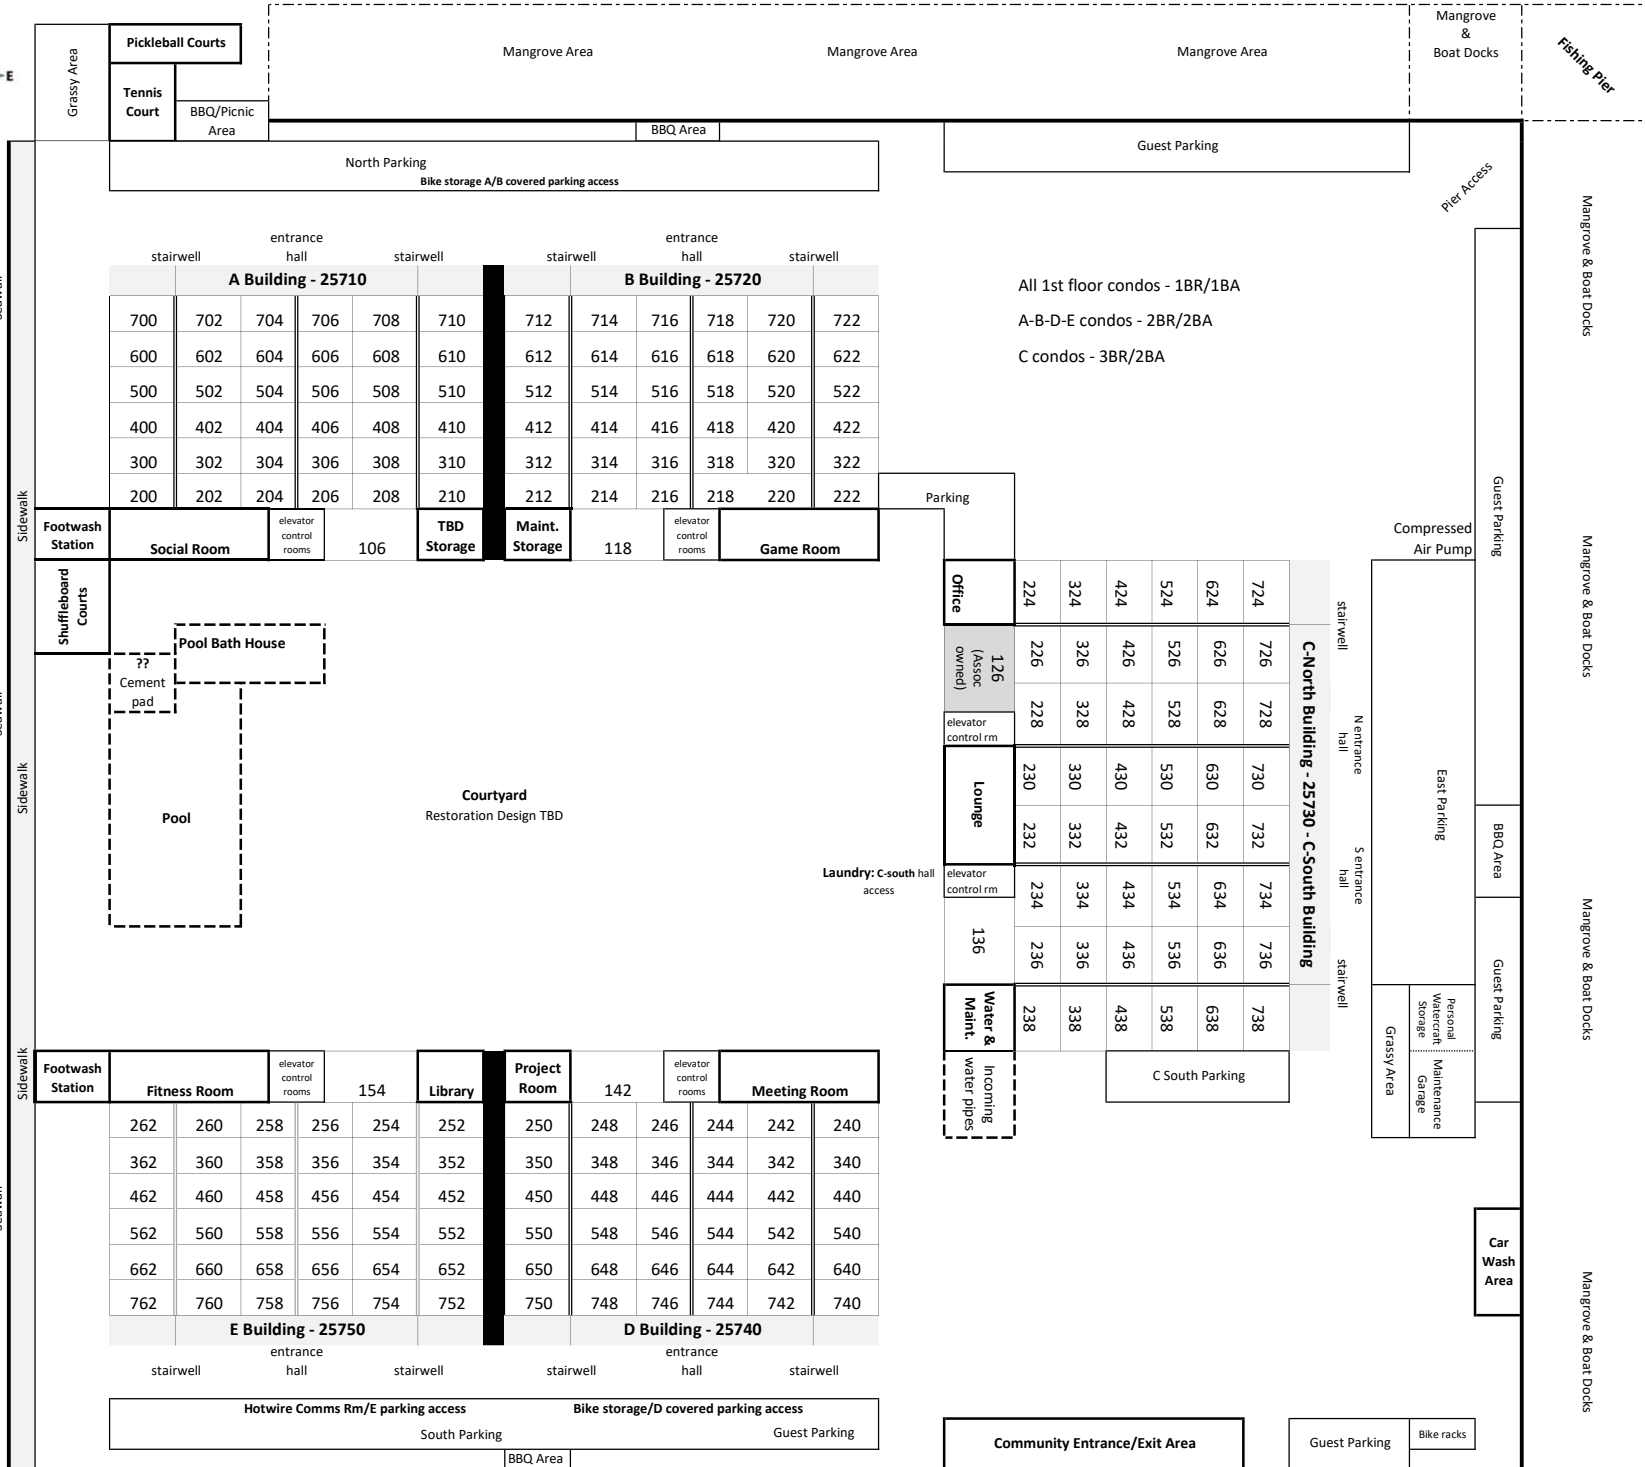 Grassy Area
Pickleball Courts
Tennis
Court
BBQ/Picnic
Area
Mangrove Area
Mangrove Area
Mangrove Area
Mangrove
&
Boat Docks
Fishing Pier
E
BBQ Area
North Parking
Bike storage A/B covered parking access
Guest Parking
Pier Access
Mangrove & Boat Docks
entrance
stairwell hall stairwell
A Building - 25710
entrance
stairwell hall stairwell
B Building - 25720
All 1st floor condos - 1BR/1BA
A-B-D-E condos - 2BR/2BA
C condos - 3BR/2BA
700 702 704 706 708 710 712 714 716 718 720 722
600 602 604 606 608 610 612 614 616 618 620 622
500 502 504 506 508 510 512 514 516 518 520 522
400 402 404 406 408 410 412 414 416 418 420 422
300 302 304 306 308 310 312 314 316 318 320 322
200 202 204 206 208 210 212 214 216 218 220 222
Parking
Sidewalk
Footwash
Station
Social Room
elevator
control
rooms
106
TBD
Storage
Maint.
Storage
118
elevator
control
rooms
Game Room
Compressed
Air Pump
Guest Parking
Mangrove & Boat Docks
Shuffleboard
Courts
Pool Bath House
??
Cement
pad
Pool
Sidewalk
Courtyard
Restoration Design TBD
Laundry: C-south hall
access
Office
126
(Assoc
owned)
elevator
control rm
Lounge
elevator
control rm
136
Water &
Maint.
Incoming
water pipes
224 324 424 524 624 724
226 326 426 526 626 726
228 328 428 528 628 728
230 330 430 530 630 730
232 332 432 532 632 732
234 334 434 534 634 734
236 336 436 536 636 736
238 338 438 538 638 738
C-North Building - 25730 - C-South Building
stairwell
N entrance
hall
S entrance
hall
stairwell
East Parking
BBQ Area
Guest Parking
Mangrove & Boat Docks
C South Parking
Grassy Area
Personal
Watercraft
Storage
Maintenance
Garage
Sidewalk
Footwash
Station
Fitness Room
elevator
control
rooms
154
Library
Project
Room
142
elevator
control
rooms
Meeting Room
262 260 258 256 254 252 250 248 246 244 242 240
362 360 358 356 354 352 350 348 346 344 342 340
462 460 458 456 454 452 450 448 446 444 442 440
562 560 558 556 554 552 550 548 546 544 542 540
662 660 658 656 654 652 650 648 646 644 642 640
762 760 758 756 754 752 750 748 746 744 742 740
E Building - 25750
entrance
stairwell hall stairwell
D Building - 25740
entrance
stairwell hall stairwell
Car
Wash
Area
Mangrove & Boat Docks
Hotwire Comms Rm/E parking access
Bike storage/D covered parking access
South Parking
Guest Parking
BBQ Area
Community Entrance/Exit Area
Guest Parking
Bike racks